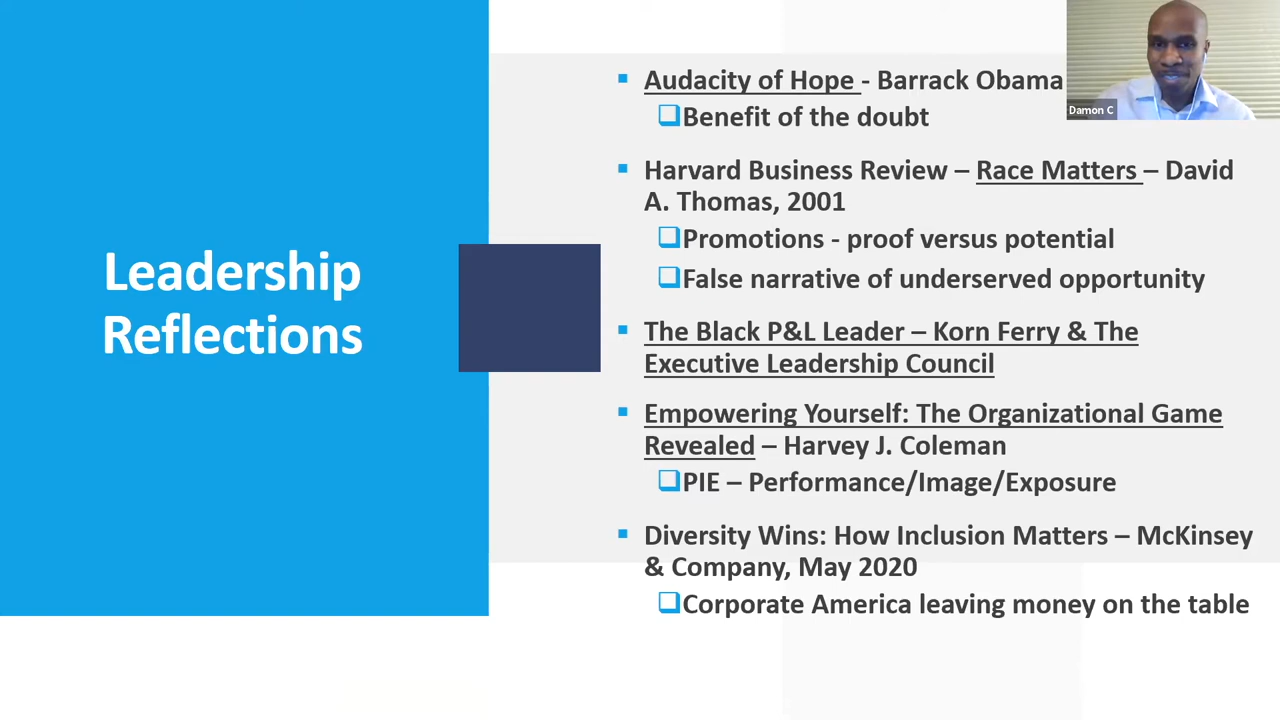 Leadership
Reflections
Audacity of Hope - Barrack Obama
Benefit of the doubt
Harvard Business Review – Race Matters – David
A. Thomas, 2001
Promotions - proof versus potential
False narrative of underserved opportunity
The Black P&L Leader – Korn Ferry & The
Executive Leadership Council
Empowering Yourself: The Organizational Game
Revealed – Harvey J. Coleman
PIE – Performance/Image/Exposure
Diversity Wins: How Inclusion Matters – McKinsey
& Company, May 2020
Corporate America leaving money on the table
Damon C